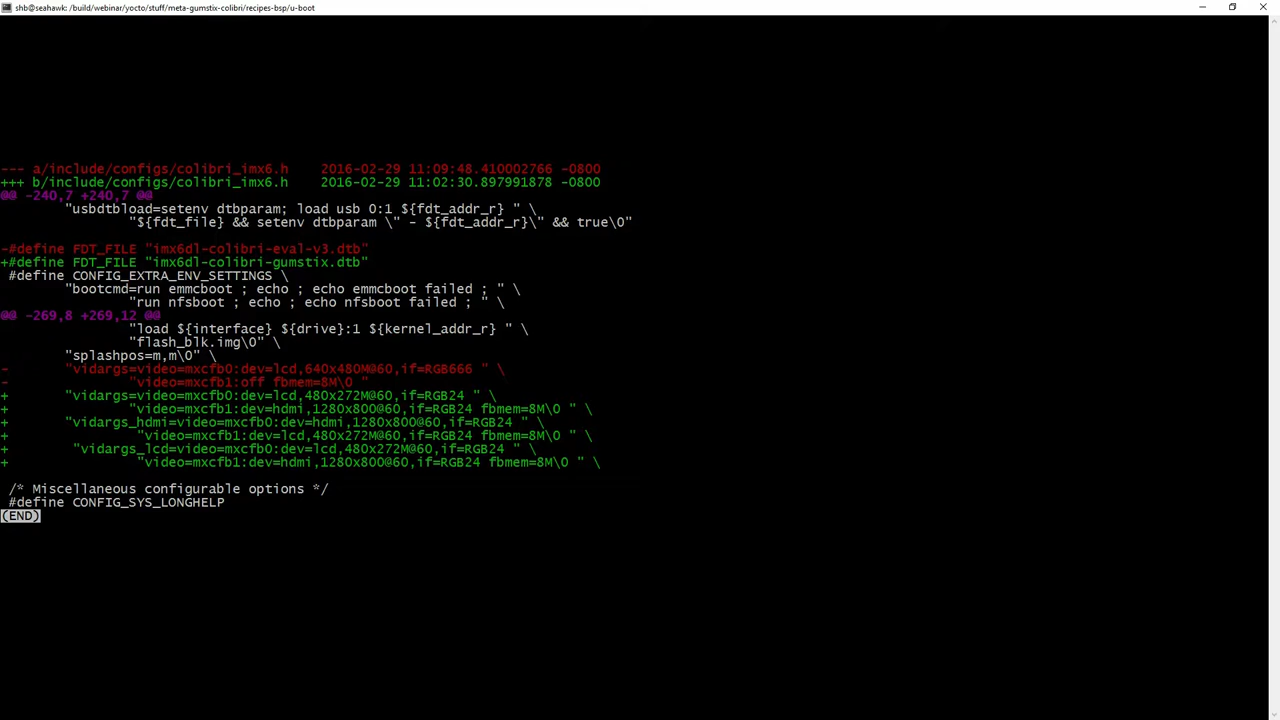 shb@seahawk: /build/webinar/yocto/stuff/meta-gumstix-colibri/recipes-bsp/u-boot
--- a/include/configs/colibri_imx6.h    2016-02-29 11:09:48.410002766 -0800
+++ b/include/configs/colibri_imx6.h    2016-02-29 11:02:30.897991878 -0800
@@ -240,7 +240,7 @@
        "usbdtbload=setenv dtbparam; load usb 0:1 ${fdt_addr_r} " \
                "${fdt_file} && setenv dtbparam \" - ${fdt_addr_r}\" && true\0"
-#define FDT_FILE "imx6dl-colibri-eval-v3.dtb"
+#define FDT_FILE "imx6dl-colibri-gumstix.dtb"
 #define CONFIG_EXTRA_ENV_SETTINGS \
        "bootcmd=run emmcboot ; echo ; echo emmcboot failed ; " \
                "run nfsboot ; echo ; echo nfsboot failed ; " \
@@ -269,8 +269,12 @@
                "load ${interface} ${drive}:1 ${kernel_addr_r} " \
                "flash_blk.img\0" \
        "splashpos=m,m\0" \
-       "vidargs=video=mxcfb0:dev=lcd,640x480M@60,if=RGB666 " \
-               "video=mxcfb1:off fbmem=8M\0 "
+       "vidargs=video=mxcfb0:dev=lcd,480x272M@60,if=RGB24 " \
+               "video=mxcfb1:dev=hdmi,1280x800@60,if=RGB24 fbmem=8M\0 " \
+       "vidargs_hdmi=video=mxcfb0:dev=hdmi,1280x800@60,if=RGB24 " \
+                "video=mxcfb1:dev=lcd,480x272M@60,if=RGB24 fbmem=8M\0 " \
+        "vidargs_lcd=video=mxcfb0:dev=lcd,480x272M@60,if=RGB24 " \
+                "video=mxcfb1:dev=hdmi,1280x800@60,if=RGB24 fbmem=8M\0 " \
 /* Miscellaneous configurable options */
 #define CONFIG_SYS_LONGHELP
(END)